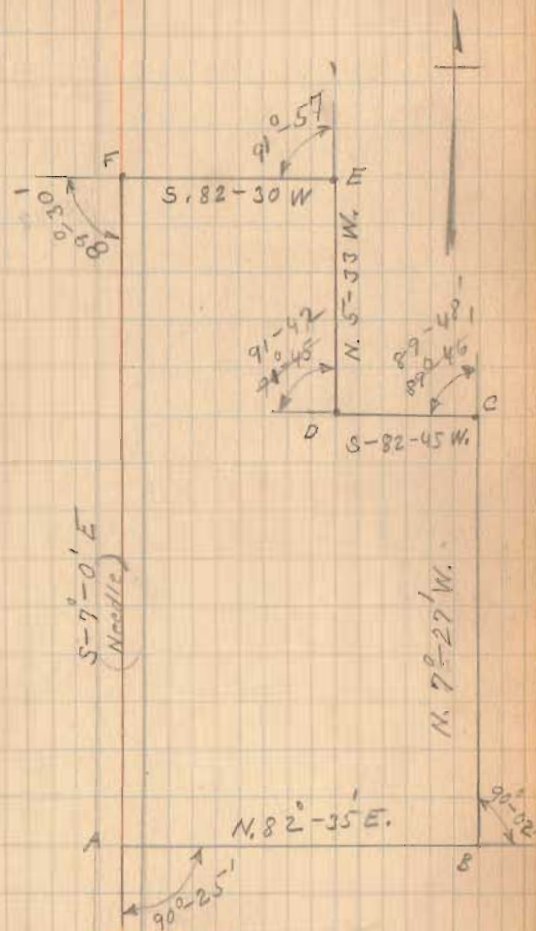 91°-57
F
E
S. 82-30 W
89°-30'
N. 5-33 W.
91-42
91°-45
89-48
89°-46
D
C
S-82-45 W.
S-7°-0' E
(Needle)
N. 7°-27' W.
N. 82°-35' E.
A
B
90°-02'
90°-25'